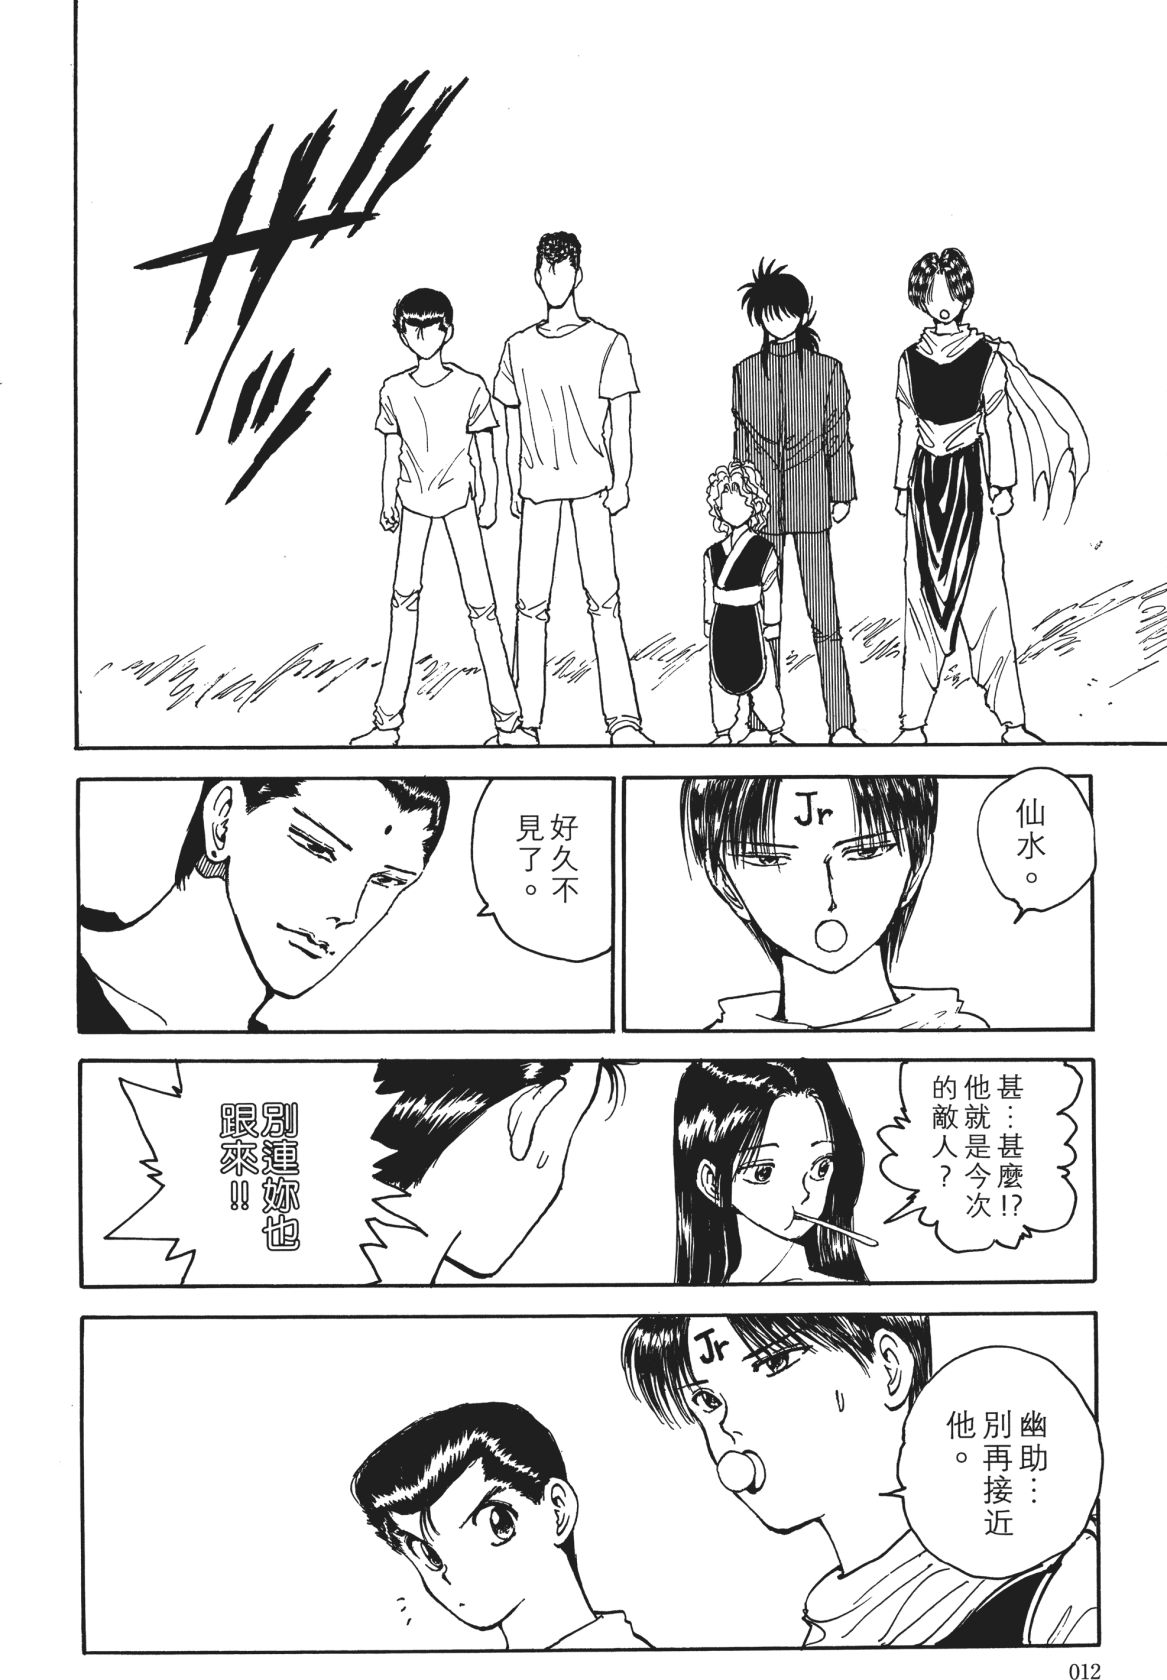 ザッ
Jr
仙水。
好久不
見了。
甚…甚麼!?
他就是今次
的敵人？
別連妳也
跟來!!
Jr
幽助…
別再接近
他。
012